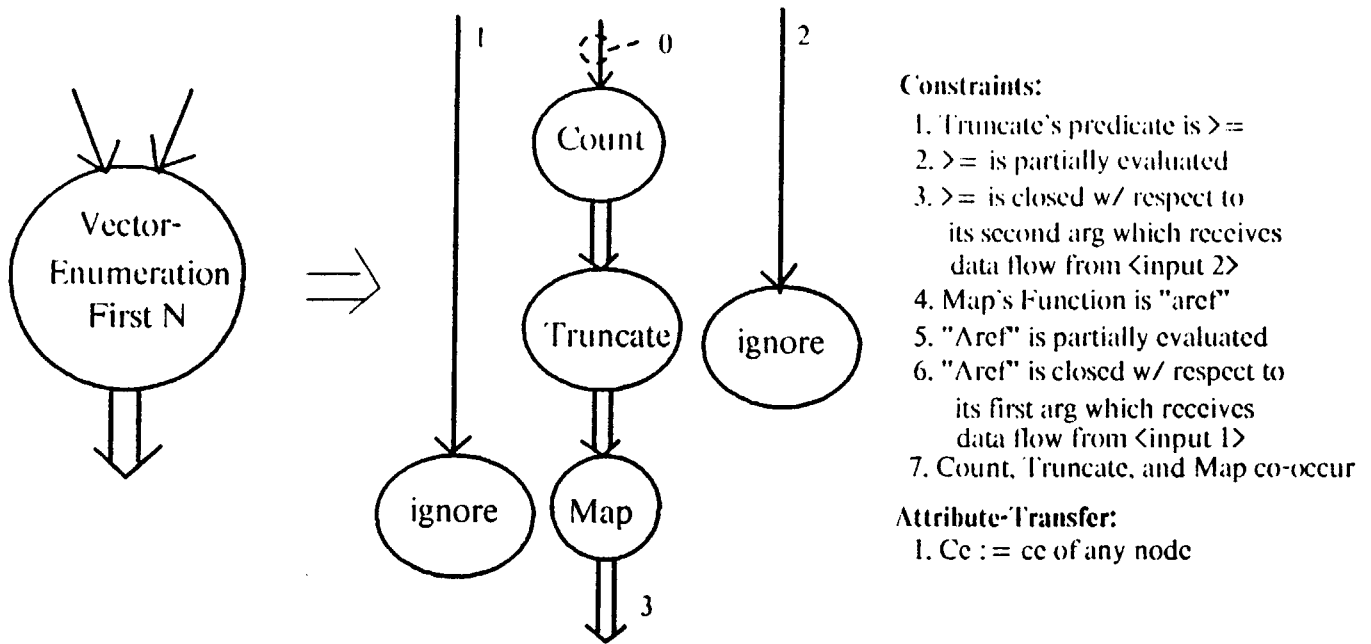 Vector-
Enumeration
First N
1
0
2
Count
Truncate
ignore
ignore
Map
3
Constraints:
1. Truncate's predicate is >=
2. >= is partially evaluated
3. >= is closed w/ respect to
its second arg which receives
data flow from <input 2>
4. Map's Function is "aref"
5. "Aref" is partially evaluated
6. "Aref" is closed w/ respect to
its first arg which receives
data flow from <input 1>
7. Count, Truncate, and Map co-occur
Attribute-Transfer:
1. Ce := ce of any node